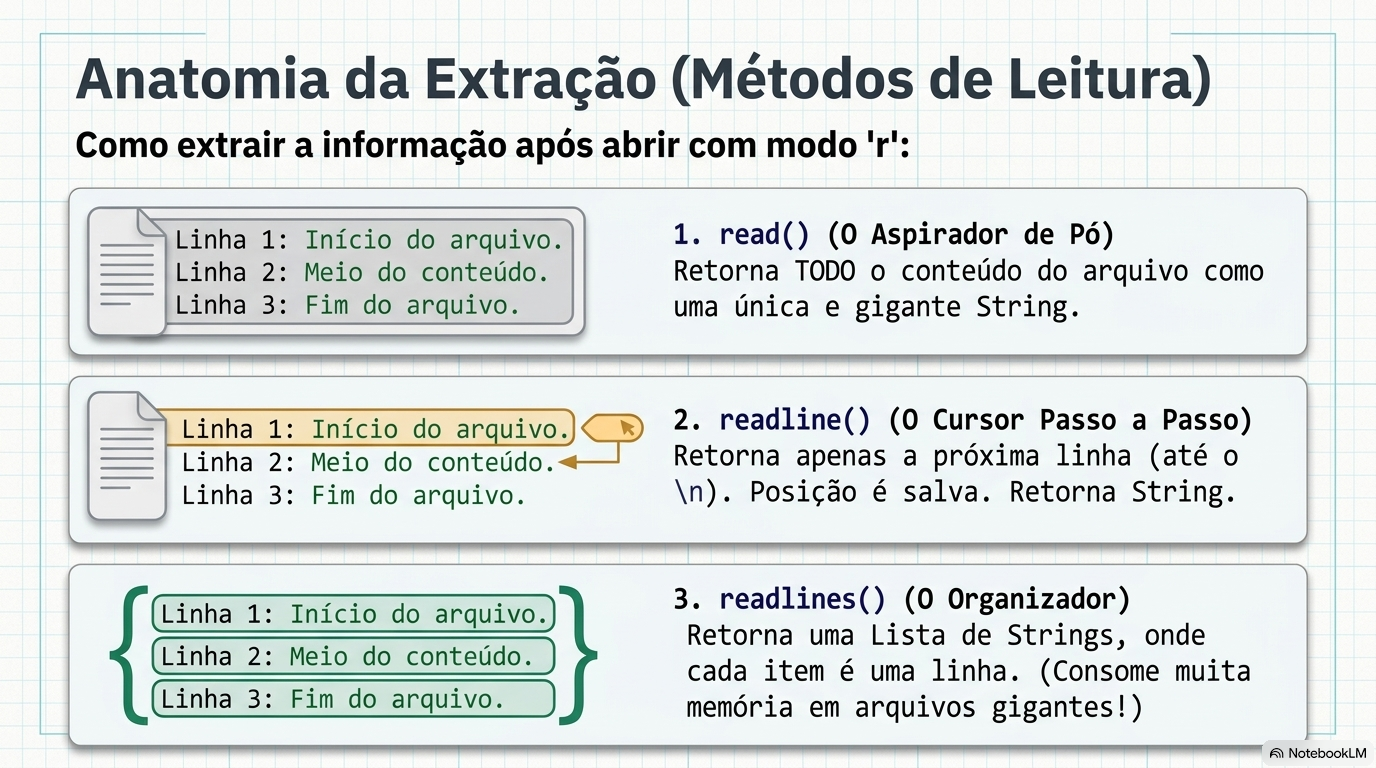 Anatomia da Extração (Métodos de Leitura)
Como extrair a informação após abrir com modo 'r':
Linha 1: Início do arquivo.
Linha 2: Meio do conteúdo.
Linha 3: Fim do arquivo.
1. read() (O Aspirador de Pó)
Retorna TODO o conteúdo do arquivo como
uma única e gigante String.
Linha 1: Início do arquivo.
Linha 2: Meio do conteúdo.
Linha 3: Fim do arquivo.
2. readline() (O Cursor Passo a Passo)
Retorna apenas a próxima linha (até o
\n). Posição é salva. Retorna String.
{
Linha 1: Início do arquivo.
Linha 2: Meio do conteúdo.
Linha 3: Fim do arquivo.
}
3. readlines() (O Organizador)
Retorna uma Lista de Strings, onde
cada item é uma linha. (Consome muita
memória em arquivos gigantes!)
NotebookLM